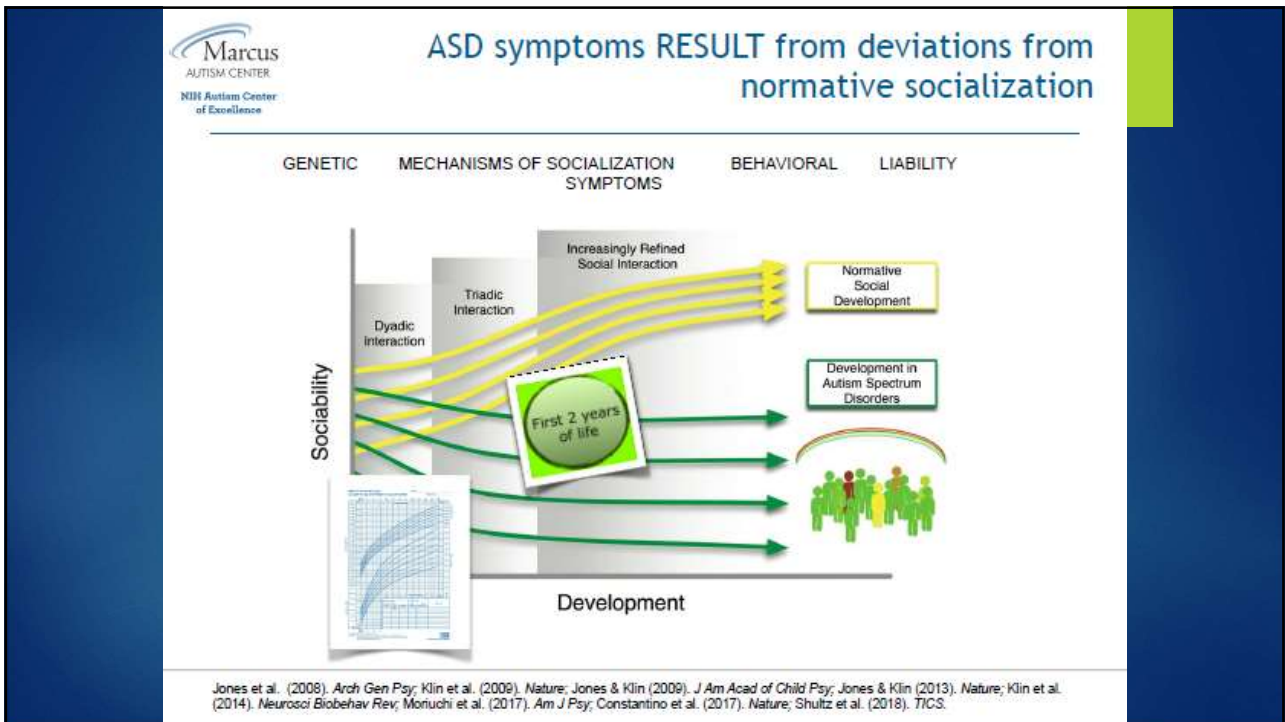 Marcus
AUTISM CENTER
NIH Autism Center
of Excellence
ASD symptoms RESULT from deviations from
normative socialization
GENETIC MECHANISMS OF SOCIALIZATION BEHAVIORAL LIABILITY
SYMPTOMS
Increasingly Refined
Social Interaction
Triadic
Interaction
Dyadic
Interaction
Normative
Social
Development
Development in
Autism Spectrum
Disorders
First 2 years
of life
Sociability
Development
Jones et al. (2008). Arch Gen Psy; Klin et al. (2009). Nature; Jones & Klin (2009). J Am Acad of Child Psy; Jones & Klin (2013). Nature; Klin et al.
(2014). Neurosci Biobehav Rev; Moriuchi et al. (2017). Am J Psy; Constantino et al. (2017). Nature; Shultz et al. (2018). TICS.